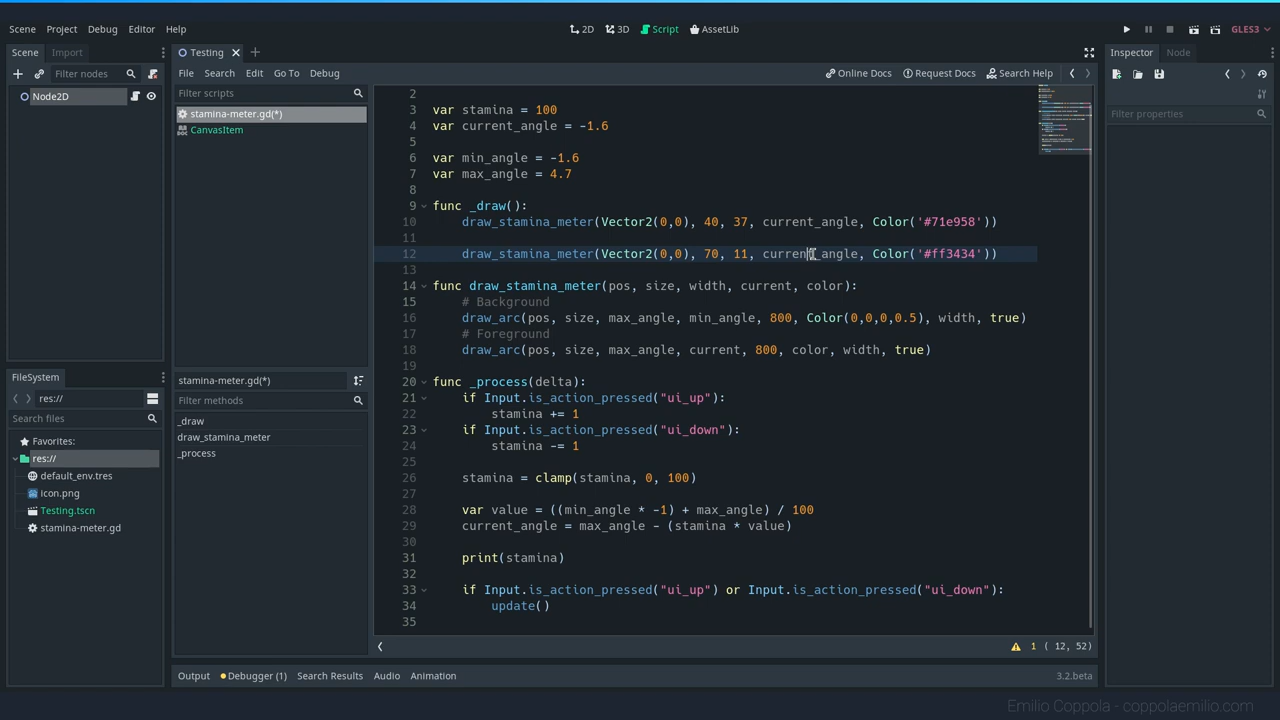 Scene Project Debug Editor Help
2D 3D Script AssetLib
GLES3
Scene Import
Filter nodes
Node2D
Testing
File Search Edit Go To Debug
Online Docs Request Docs Search Help
Filter scripts
stamina-meter.gd(*)
CanvasItem
stamina-meter.gd(*)
Filter methods
_draw
draw_stamina_meter
_process
2
3 var stamina = 100
4 var current_angle = -1.6
5
6 var min_angle = -1.6
7 var max_angle = 4.7
8
9 func _draw():
10 draw_stamina_meter(Vector2(0,0), 40, 37, current_angle, Color('#71e958'))
11
12 draw_stamina_meter(Vector2(0,0), 70, 11, current_angle, Color('#ff3434'))
13
14 func draw_stamina_meter(pos, size, width, current, color):
15 # Background
16 draw_arc(pos, size, max_angle, min_angle, 800, Color(0,0,0,0.5), width, true)
17 # Foreground
18 draw_arc(pos, size, max_angle, current, 800, color, width, true)
19
20 func _process(delta):
21 if Input.is_action_pressed("ui_up"):
22 stamina += 1
23 if Input.is_action_pressed("ui_down"):
24 stamina -= 1
25
26 stamina = clamp(stamina, 0, 100)
27
28 var value = ((min_angle * -1) + max_angle) / 100
29 current_angle = max_angle - (stamina * value)
30
31 print(stamina)
32
33 if Input.is_action_pressed("ui_up") or Input.is_action_pressed("ui_down"):
34 update()
35
1 ( 12, 52)
FileSystem
res://
Search files
Favorites:
res://
default_env.tres
icon.png
Testing.tscn
stamina-meter.gd
Output Debugger (1) Search Results Audio Animation
3.2.beta
Inspector Node
Filter properties
Emilio Coppola - coppolaemilio.com